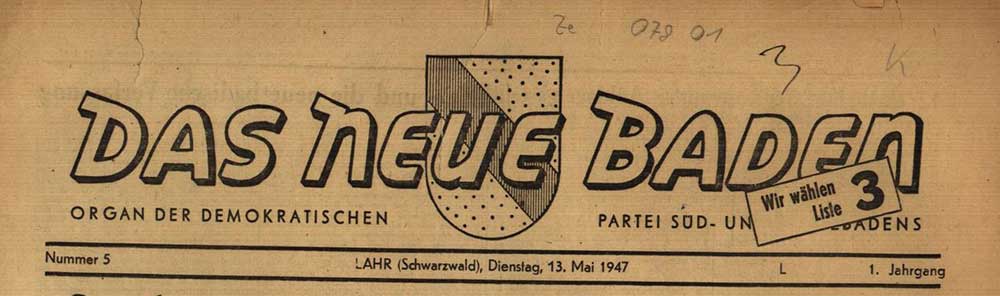 Ze 078 01
3 K
DAS NEUE BADEN
Wir wählen
Liste 3
ORGAN DER DEMOKRATISCHEN PARTEI SÜD- UN EBADENS
Nummer 5 LAHR (Schwarzwald), Dienstag, 13. Mai 1947 L 1. Jahrgang